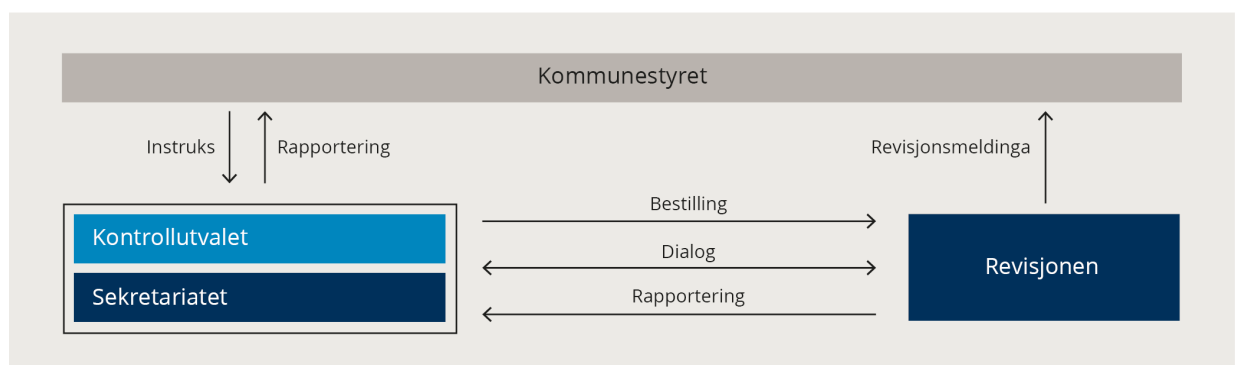 Kommunestyret
Instruks
Rapportering
Revisjonsmeldinga
Kontrollutvalet
Sekretariatet
Bestilling
Dialog
Rapportering
Revisjonen